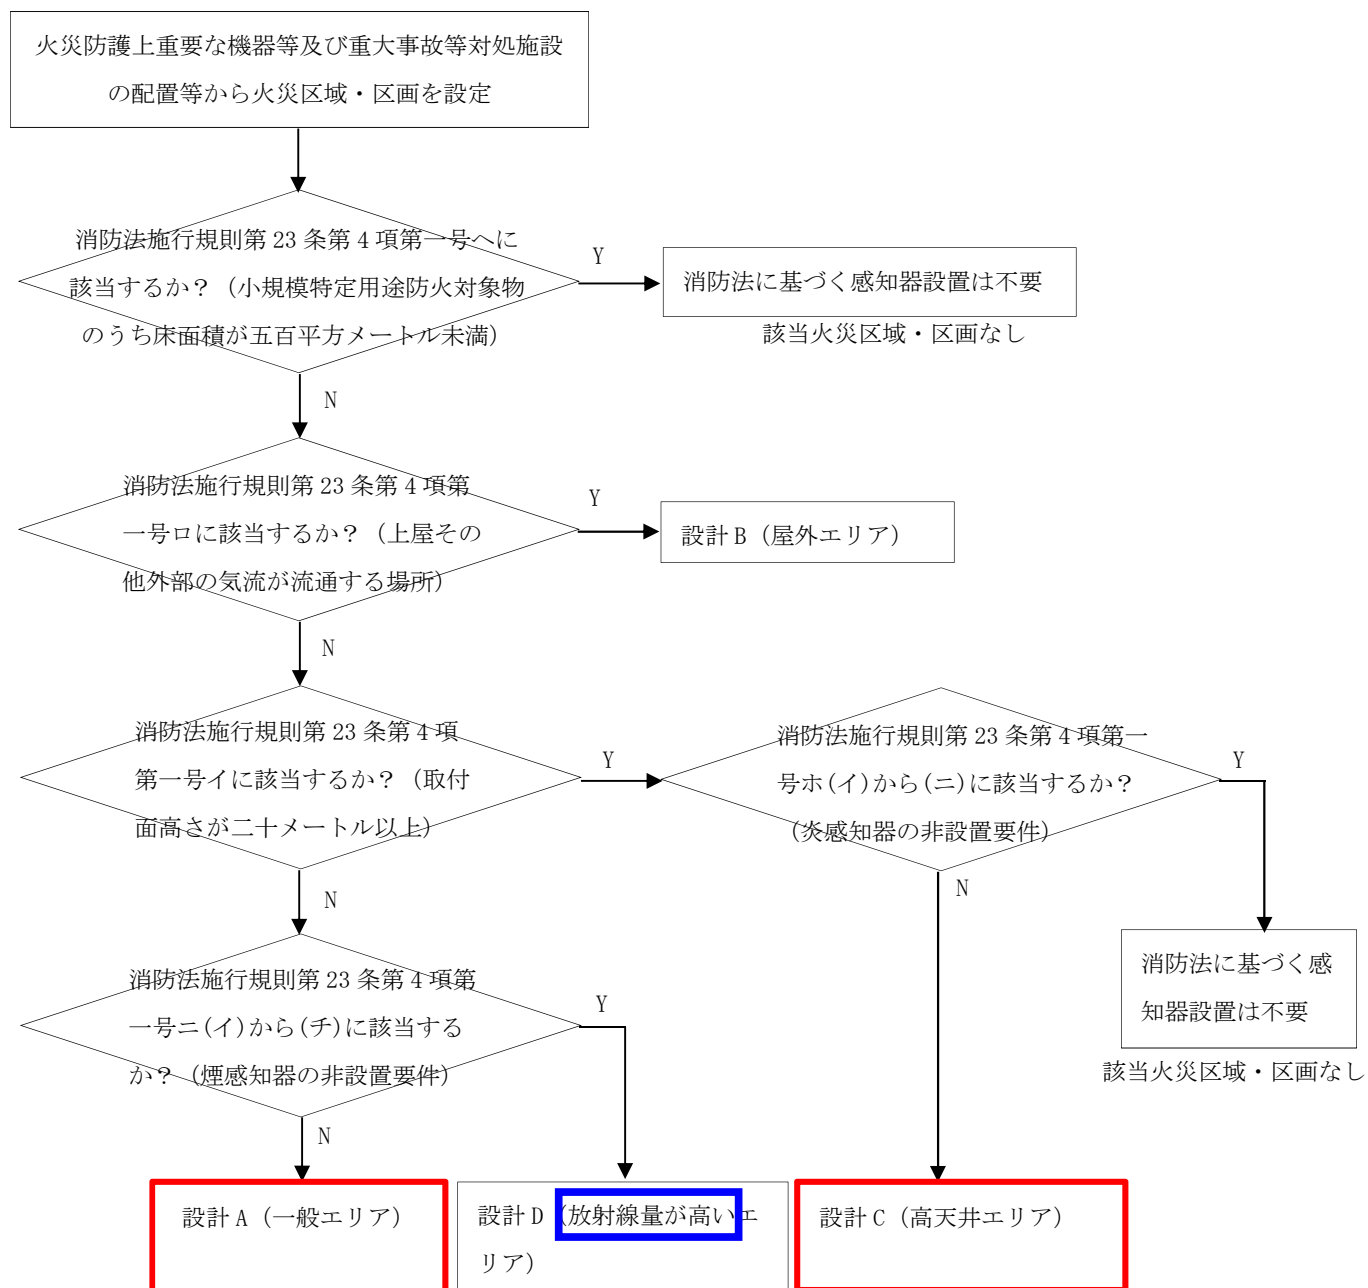 火災防護上重要な機器等及び重大事故等対処施設
の配置等から火災区域・区画を設定
消防法施行規則第 23 条第 4 項第一号ヘに
該当するか？（小規模特定用途防火対象物
のうち床面積が五百平方メートル未満）
Y
消防法に基づく感知器設置は不要
該当火災区域・区画なし
N
消防法施行規則第 23 条第 4 項第
一号ロに該当するか？（上屋その
他外部の気流が流通する場所）
Y
設計 B（屋外エリア）
N
消防法施行規則第 23 条第 4 項
第一号イに該当するか？（取付
面高さが二十メートル以上）
Y
消防法施行規則第 23 条第 4 項第一
号ホ(イ)から(ニ)に該当するか？
（炎感知器の非設置要件）
Y
N
N
消防法に基づく感
知器設置は不要
該当火災区域・区画なし
消防法施行規則第 23 条第 4 項第
一号ニ(イ)から(チ)に該当する
か？（煙感知器の非設置要件）
Y
N
設計 A（一般エリア）
設計 D（放射線量が高いエ
リア）
設計 C（高天井エリア）